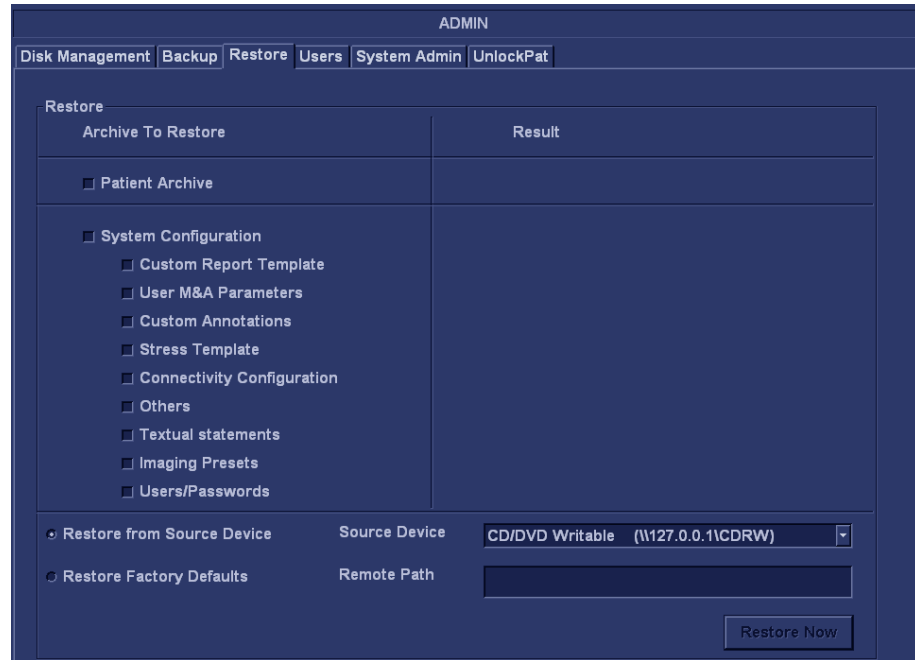 ADMIN
Disk Management Backup Restore Users System Admin UnlockPat
Restore
Archive To Restore Result
Patient Archive
System Configuration
Custom Report Template
User M&A Parameters
Custom Annotations
Stress Template
Connectivity Configuration
Others
Textual statements
Imaging Presets
Users/Passwords
Restore from Source Device Source Device CD/DVD Writable (\\127.0.0.1\CDRW)
Restore Factory Defaults Remote Path
Restore Now